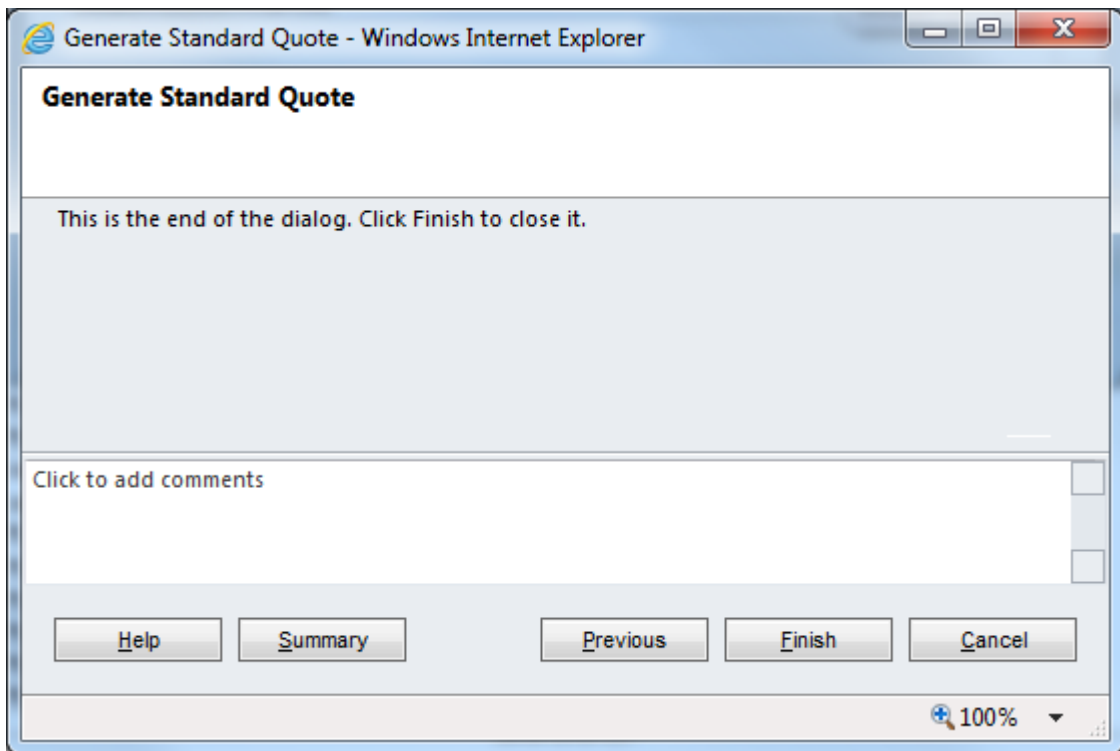 Generate Standard Quote - Windows Internet Explorer
Generate Standard Quote
This is the end of the dialog. Click Finish to close it.
Click to add comments
Help Summary Previous Finish Cancel
100%